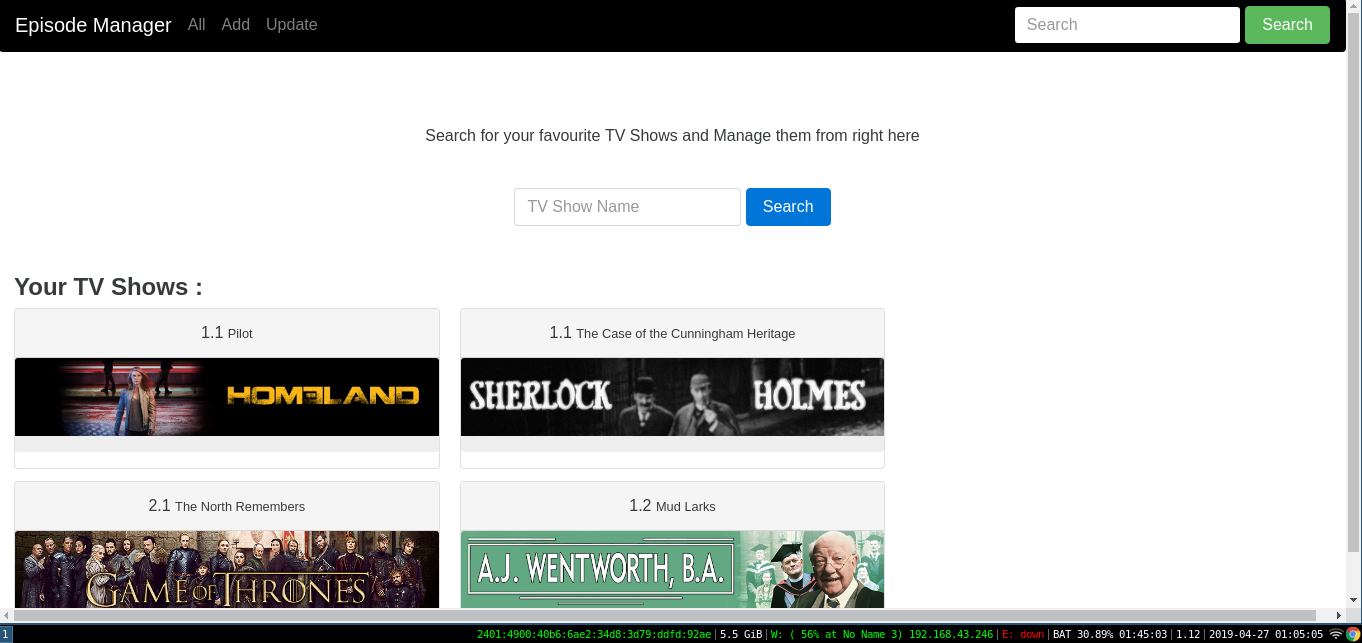 Episode Manager All Add Update Search Search
Search for your favourite TV Shows and Manage them from right here
TV Show Name Search
Your TV Shows :
1.1 Pilot
1.1 The Case of the Cunningham Heritage
HOMELAND
SHERLOCK HOLMES
2.1 The North Remembers
1.2 Mud Larks
GAME OF THRONES
A.J. WENTWORTH, B.A.
1 2401:4900:40b6:6ae2:34d8:3d79:ddfd:92ae | 5.5 GiB | W: ( 56% at No Name 3) 192.168.43.246 | E: down | BAT 30.89% 01:45:03 | 1.12 | 2019-04-27 01:05:05